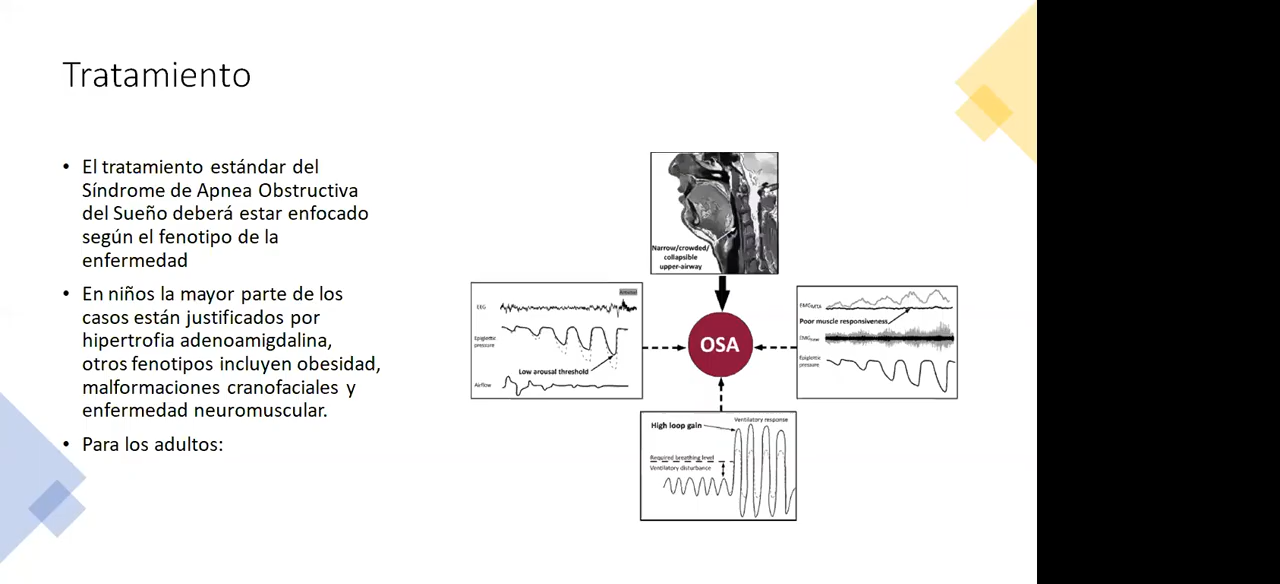 Tratamiento
• El tratamiento estándar del
Síndrome de Apnea Obstructiva
del Sueño deberá estar enfocado
según el fenotipo de la
enfermedad
• En niños la mayor parte de los
casos están justificados por
hipertrofia adenoamigdalina,
otros fenotipos incluyen obesidad,
malformaciones cranofaciales y
enfermedad neuromuscular.
• Para los adultos:
Narrow/crowded/
collapsible
upper-airway
EEG
Epiglottic
pressure
Low arousal threshold
Airflow
OSA
Poor muscle responsiveness
Epiglottic
pressure
Ventilatory response
High loop gain
Required breathing level
Ventilatory disturbance